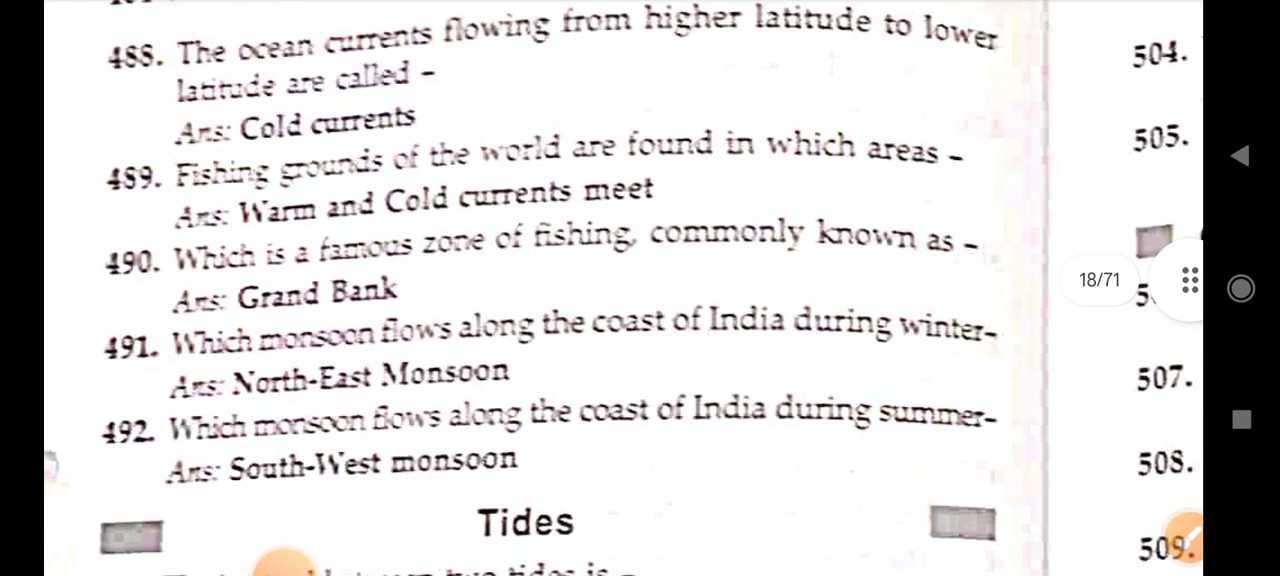 488. The ocean currents flowing from higher latitude to lower
latitude are called –
Ans: Cold currents
489. Fishing grounds of the world are found in which areas –
Ans: Warm and Cold currents meet
490. Which is a famous zone of fishing, commonly known as –
Ans: Grand Bank
491. Which monsoon flows along the coast of India during winter–
Ans: North-East Monsoon
492. Which monsoon flows along the coast of India during summer–
Ans: South-West monsoon
Tides
two tides is –
504.
505.
18/71
507.
508.
509.